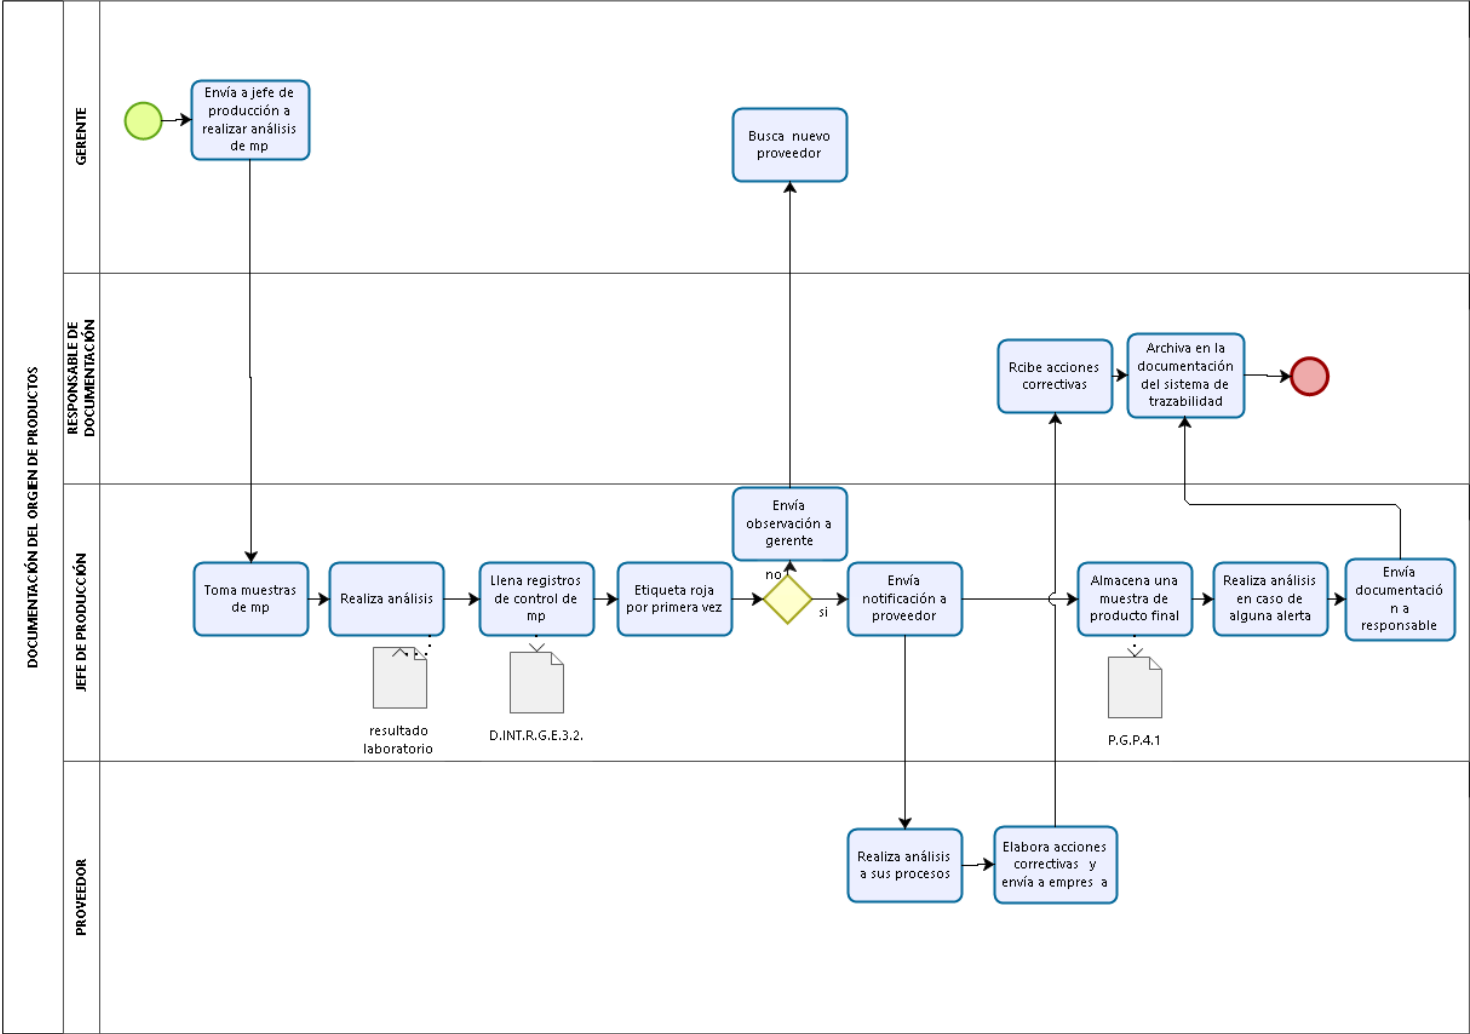 DOCUMENTACIÓN DEL ORGIEN DE PRODUCTOS
GERENTE
Envía a jefe de
producción a
realizar análisis
de mp
Busca nuevo
proveedor
RESPONSABLE DE
DOCUMENTACIÓN
Rcibe acciones
correctivas
Archiva en la
documentación
del sistema de
trazabilidad
JEFE DE PRODUCCIÓN
Toma muestras
de mp
Realiza análisis
resultado
laboratorio
Llena registros
de control de
mp
D.INT.R.G.E.3.2.
Etiqueta roja
por primera vez
no
si
Envía
observación a
gerente
Envía
notificación a
proveedor
Almacena una
muestra de
producto final
P.G.P.4.1
Realiza análisis
en caso de
alguna alerta
Envía
documentació
n a
responsable
PROVEEDOR
Realiza análisis
a sus procesos
Elabora acciones
correctivas y
envía a empres a